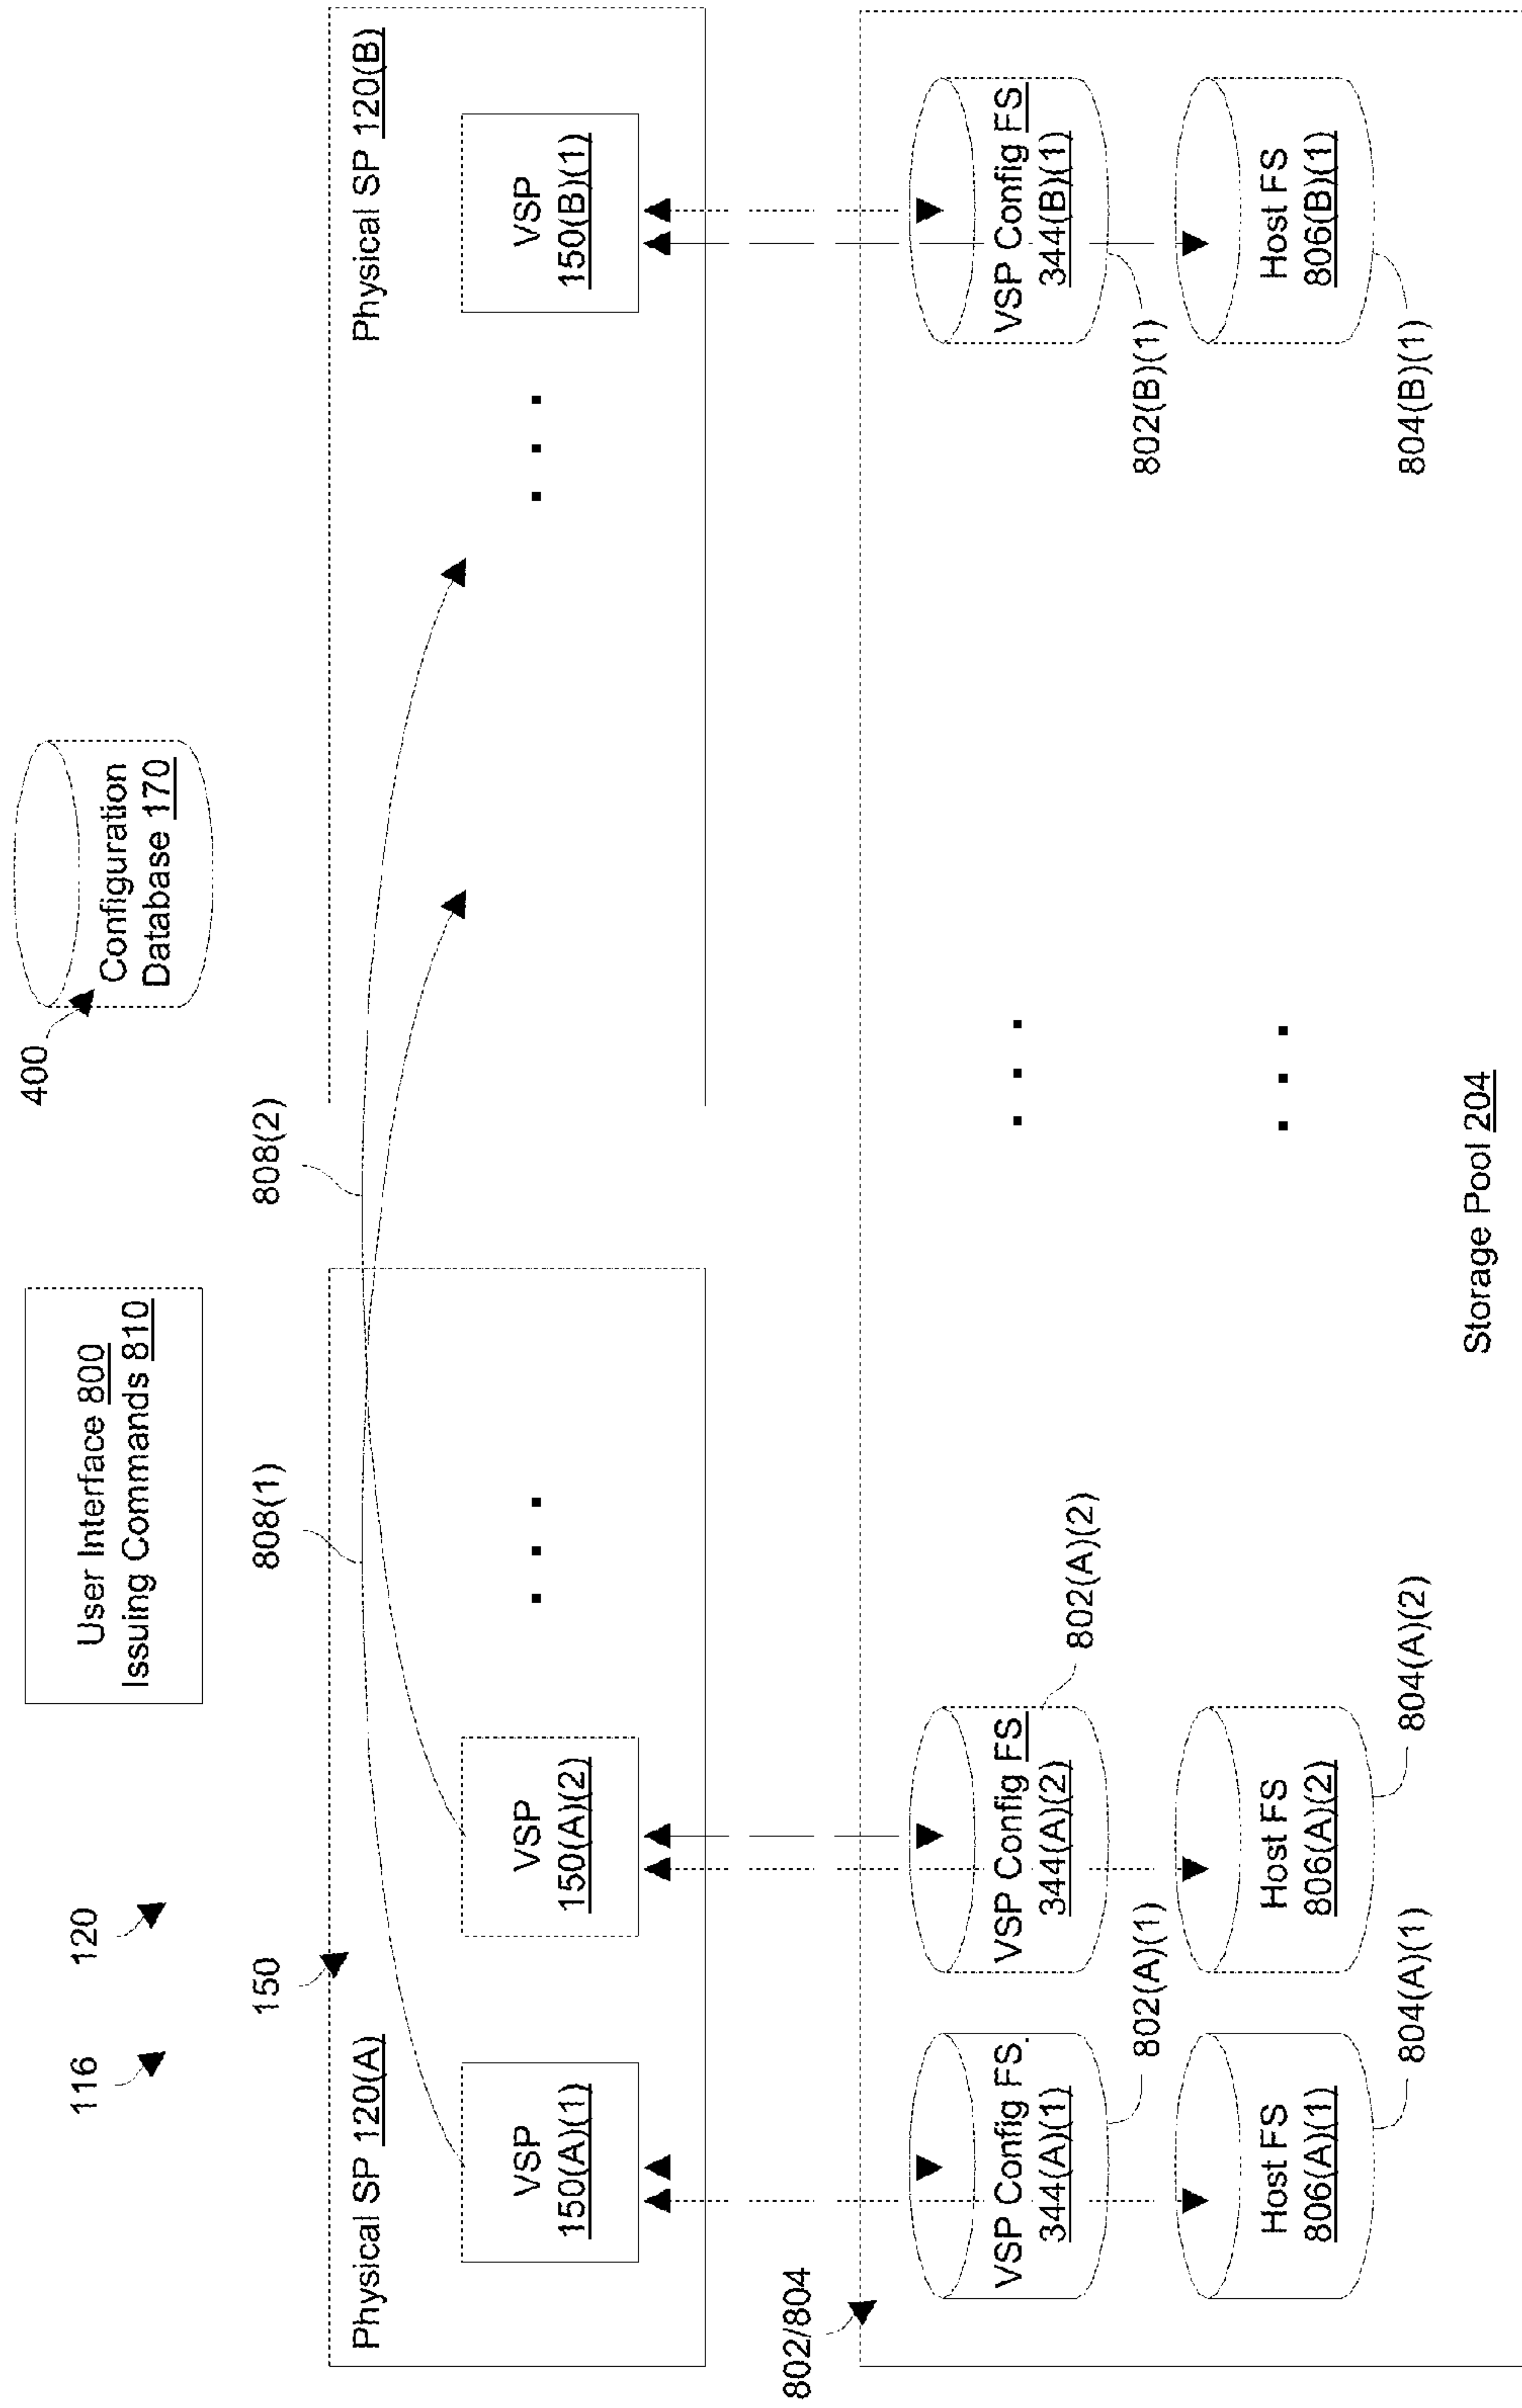 116
120
User Interface 800
Issuing Commands 810
400
Configuration
Database 170
150
808(1)
808(2)
Physical SP 120(A)
VSP
150(A)(1)
VSP
150(A)(2)
. . .
Physical SP 120(B)
. . .
VSP
150(B)(1)
802/804
VSP Config FS
344(A)(1)
802(A)(1)
VSP Config FS
344(A)(2)
802(A)(2)
. . .
VSP Config FS
344(B)(1)
802(B)(1)
Host FS
806(A)(1)
804(A)(1)
Host FS
806(A)(2)
804(A)(2)
. . .
Host FS
806(B)(1)
804(B)(1)
Storage Pool 204